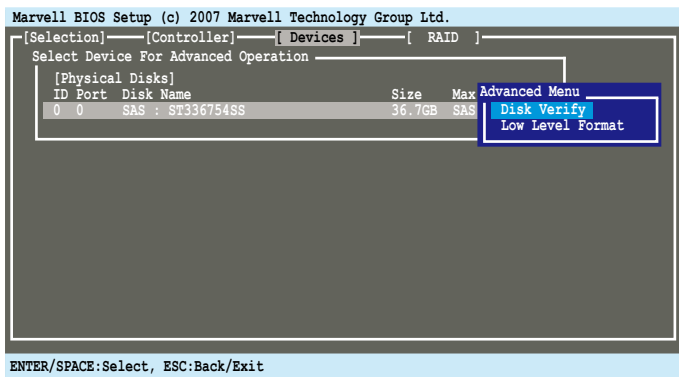 Marvell BIOS Setup (c) 2007 Marvell Technology Group Ltd.
[Selection] [Controller] [ Devices ] [ RAID ]
Select Device For Advanced Operation
[Physical Disks]
ID Port Disk Name Size Max
0 0 SAS : ST336754SS 36.7GB SAS
Advanced Menu
Disk Verify
Low Level Format
ENTER/SPACE:Select, ESC:Back/Exit